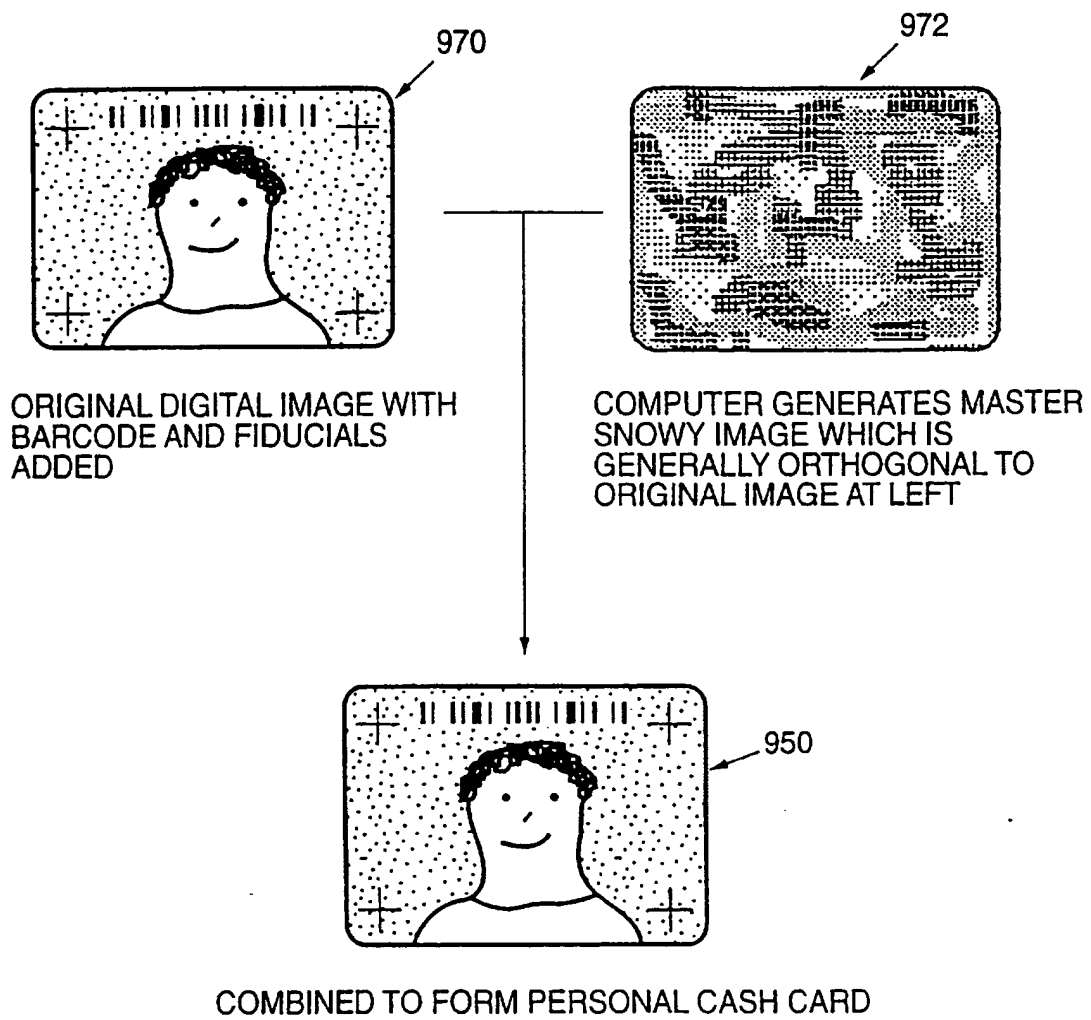 970
972
ORIGINAL DIGITAL IMAGE WITH
BARCODE AND FIDUCIALS
ADDED
COMPUTER GENERATES MASTER
SNOWY IMAGE WHICH IS
GENERALLY ORTHOGONAL TO
ORIGINAL IMAGE AT LEFT
950
COMBINED TO FORM PERSONAL CASH CARD